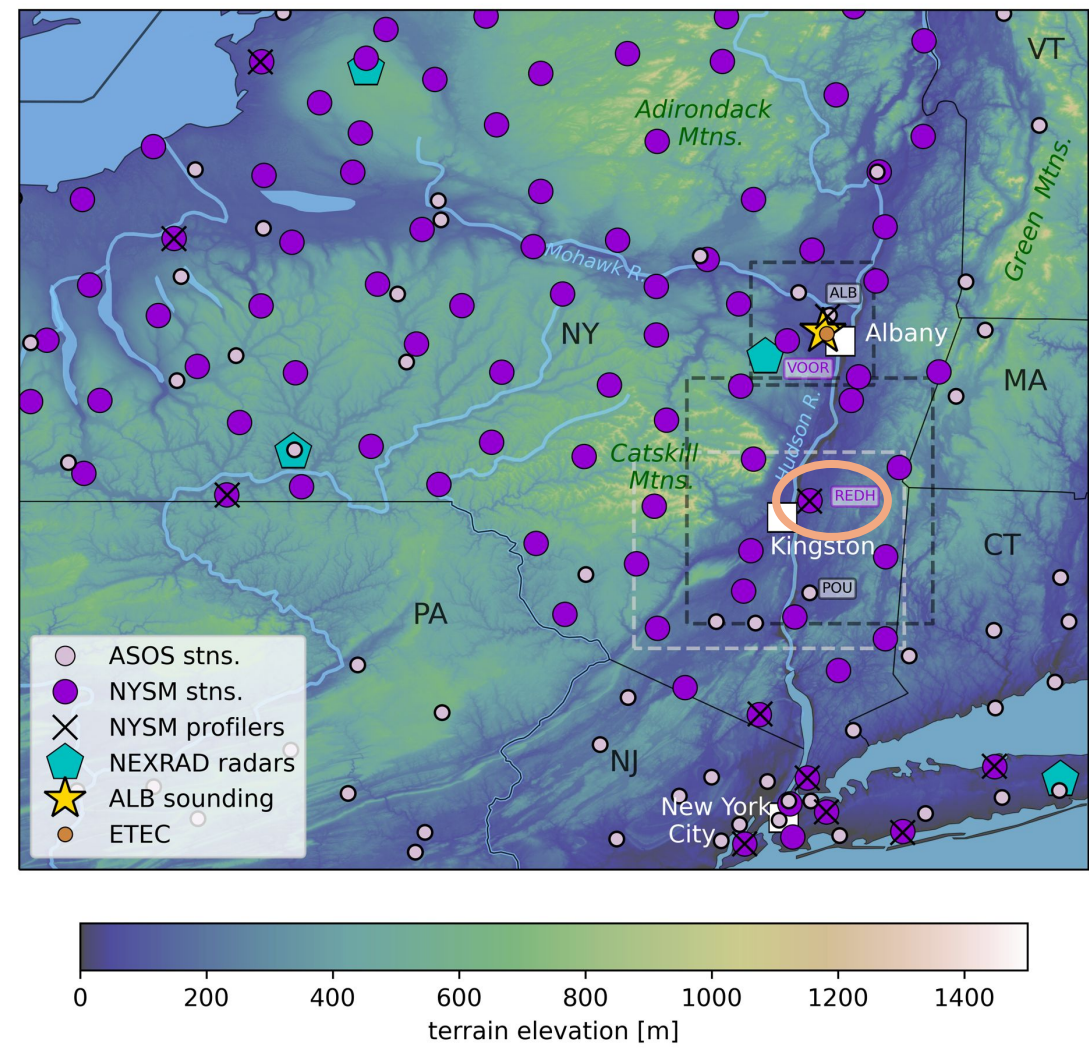 VT
Adirondack
Mtns.
Green Mtns.
Mohawk R.
ALB
NY
Albany
VOOR
MA
Hudson R.
Catskill
Mtns.
REDH
Kingston
CT
POU
PA
NJ
New York
City
ASOS stns.
NYSM stns.
NYSM profilers
NEXRAD radars
ALB sounding
ETEC
0 200 400 600 800 1000 1200 1400
terrain elevation [m]